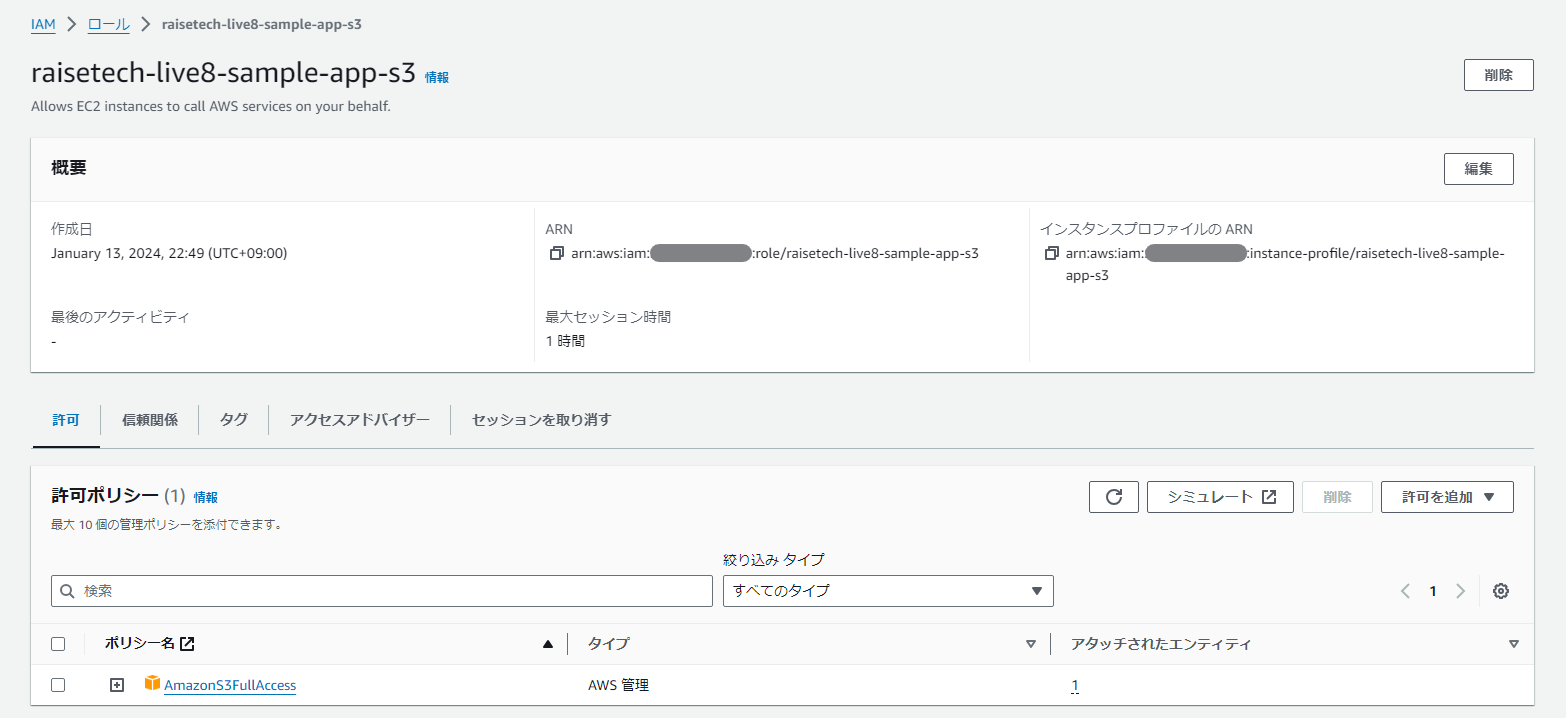 IAM > ロール > raisetech-live8-sample-app-s3
raisetech-live8-sample-app-s3 情報
削除
Allows EC2 instances to call AWS services on your behalf.
概要
編集
作成日
January 13, 2024, 22:49 (UTC+09:00)
ARN
arn:aws:iam: :role/raisetech-live8-sample-app-s3
インスタンスプロファイルの ARN
arn:aws:iam: :instance-profile/raisetech-live8-sample-
app-s3
最後のアクティビティ
-
最大セッション時間
1 時間
許可 信頼関係 タグ アクセスアドバイザー セッションを取り消す
許可ポリシー (1) 情報
最大 10 個の管理ポリシーを添付できます。
シミュレート 削除 許可を追加
絞り込み タイプ
検索 すべてのタイプ 1
ポリシー名 タイプ アタッチされたエンティティ
AmazonS3FullAccess AWS 管理 1